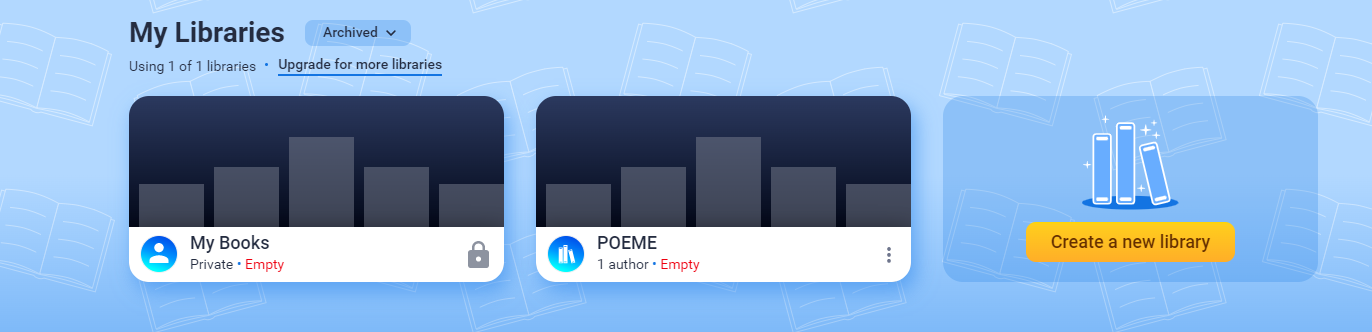 My Libraries
Archived
Using 1 of 1 libraries • Upgrade for more libraries
My Books
Private • Empty
POEME
1 author • Empty
Create a new library